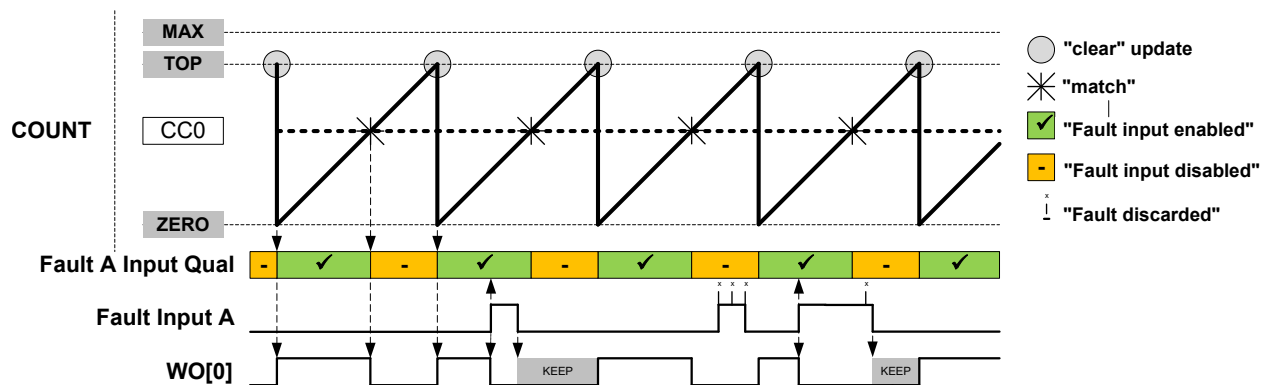 MAX
"clear" update
TOP
"match"
COUNT
CC0
"Fault input enabled"
- "Fault input disabled"
x
"Fault discarded"
ZERO
Fault A Input Qual
- ✓ - ✓ - ✓ - ✓ - ✓
x x x x
Fault Input A
WO[0]
KEEP KEEP